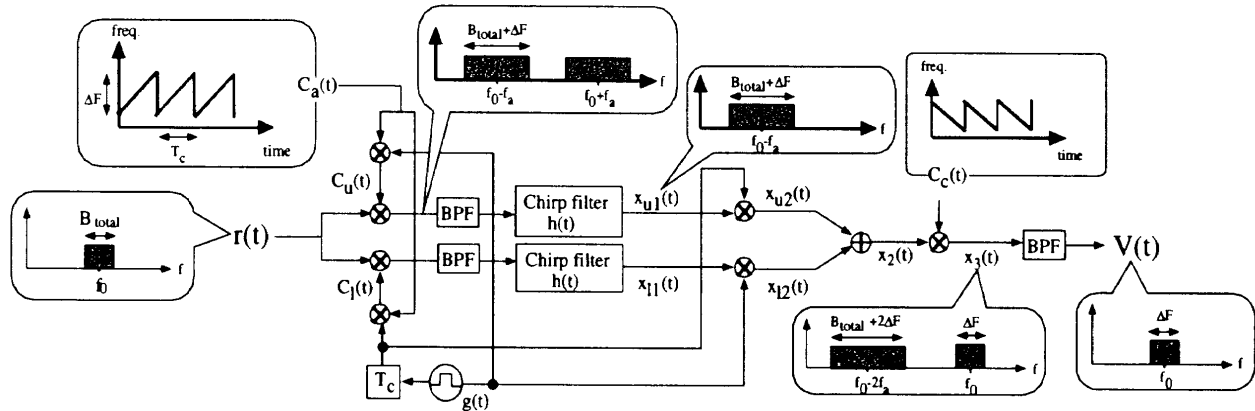 freq.
ΔF
T_c
time
C_a(t)
B_total+ΔF
f_0-f_a
f_0+f_a
f
B_total+ΔF
f_0-f_a
f
freq.
time
C_c(t)
B_total
f_0
f
r(t)
C_u(t)
C_l(t)
BPF
BPF
Chirp filter
h(t)
Chirp filter
h(t)
x_u1(t)
x_l1(t)
x_u2(t)
x_l2(t)
x_2(t)
x_3(t)
BPF
V(t)
T_c
g(t)
B_total+2ΔF
ΔF
f_0-2f_a
f_0
f
ΔF
f_0
f